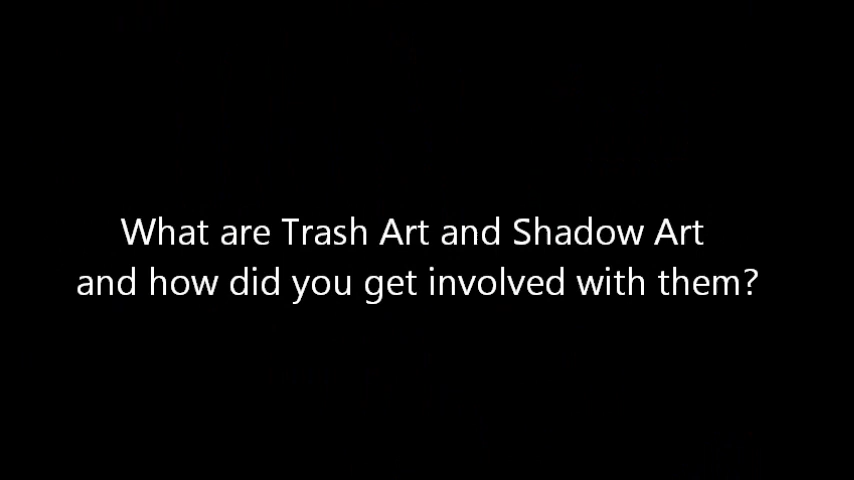 What are Trash Art and Shadow Art
and how did you get involved with them?